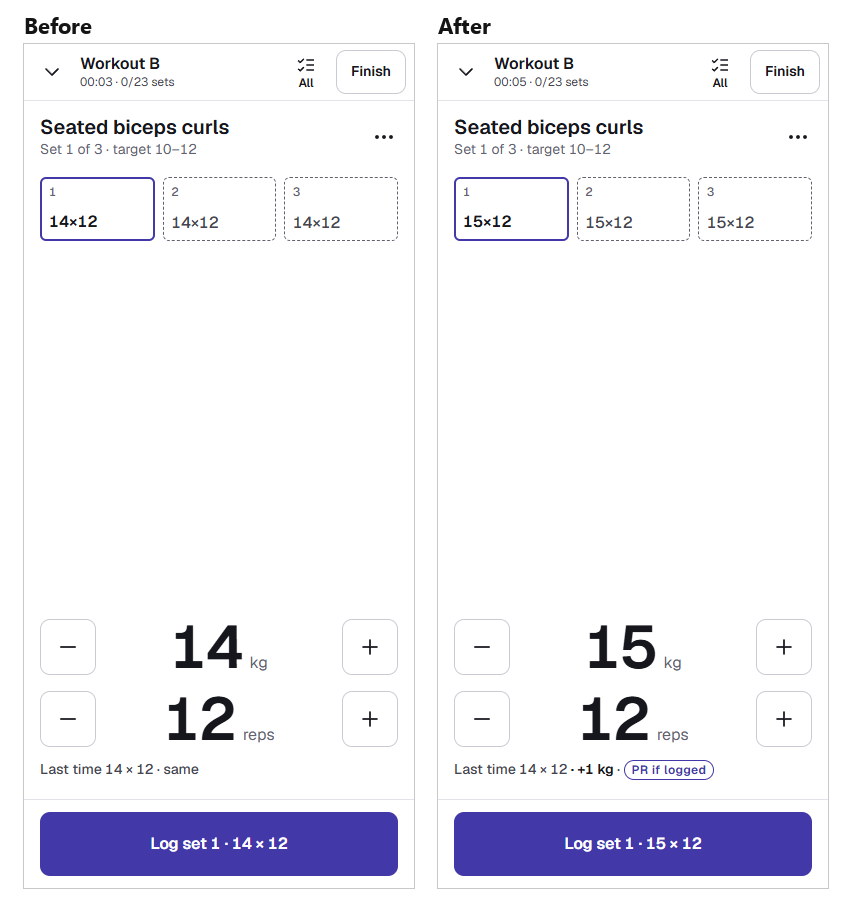 Before
Workout B
00:03 · 0/23 sets
All
Finish
Seated biceps curls
Set 1 of 3 · target 10–12
1
14×12
2
14×12
3
14×12
14 kg
12 reps
Last time 14 × 12 · same
Log set 1 · 14 × 12
After
Workout B
00:05 · 0/23 sets
All
Finish
Seated biceps curls
Set 1 of 3 · target 10–12
1
15×12
2
15×12
3
15×12
15 kg
12 reps
Last time 14 × 12 · +1 kg · PR if logged
Log set 1 · 15 × 12